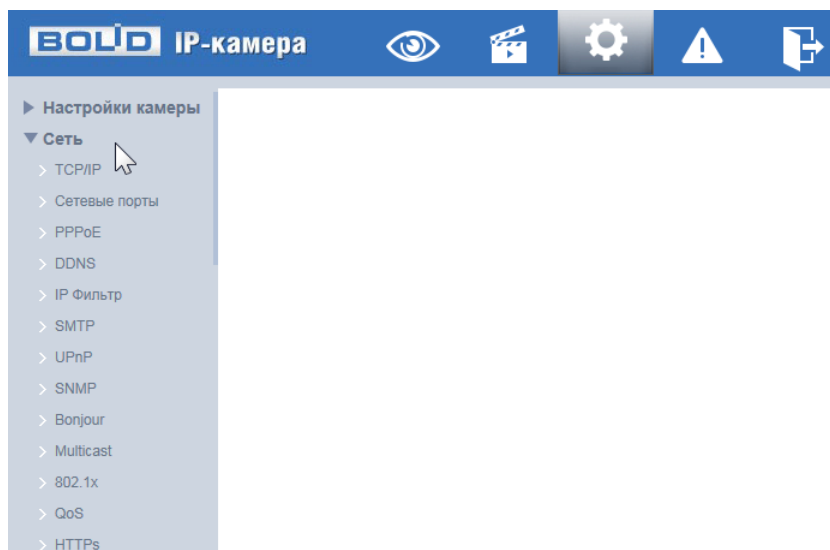 BOLID IP-камера
Настройки камеры
Сеть
TCP/IP
Сетевые порты
PPPoE
DDNS
IP Фильтр
SMTP
UPnP
SNMP
Bonjour
Multicast
802.1x
QoS
HTTPs